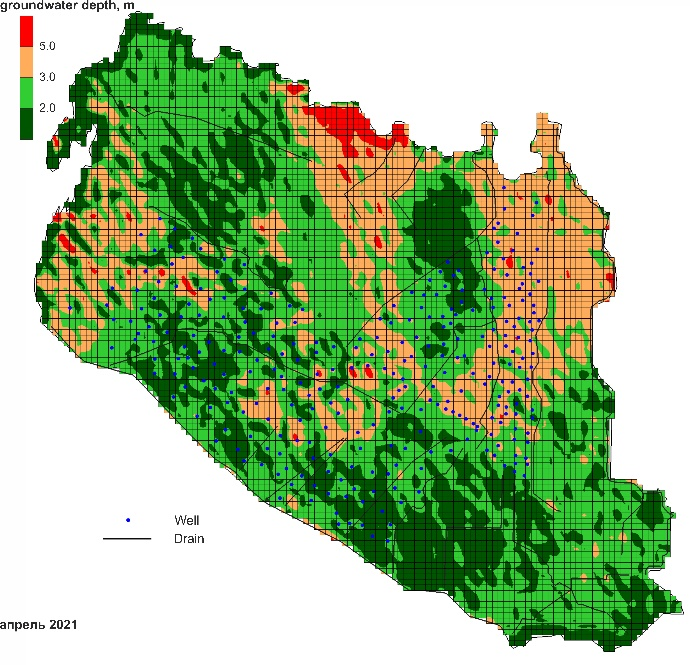 groundwater depth, m
5.0
3.0
2.0
Well
Drain
апрель 2021